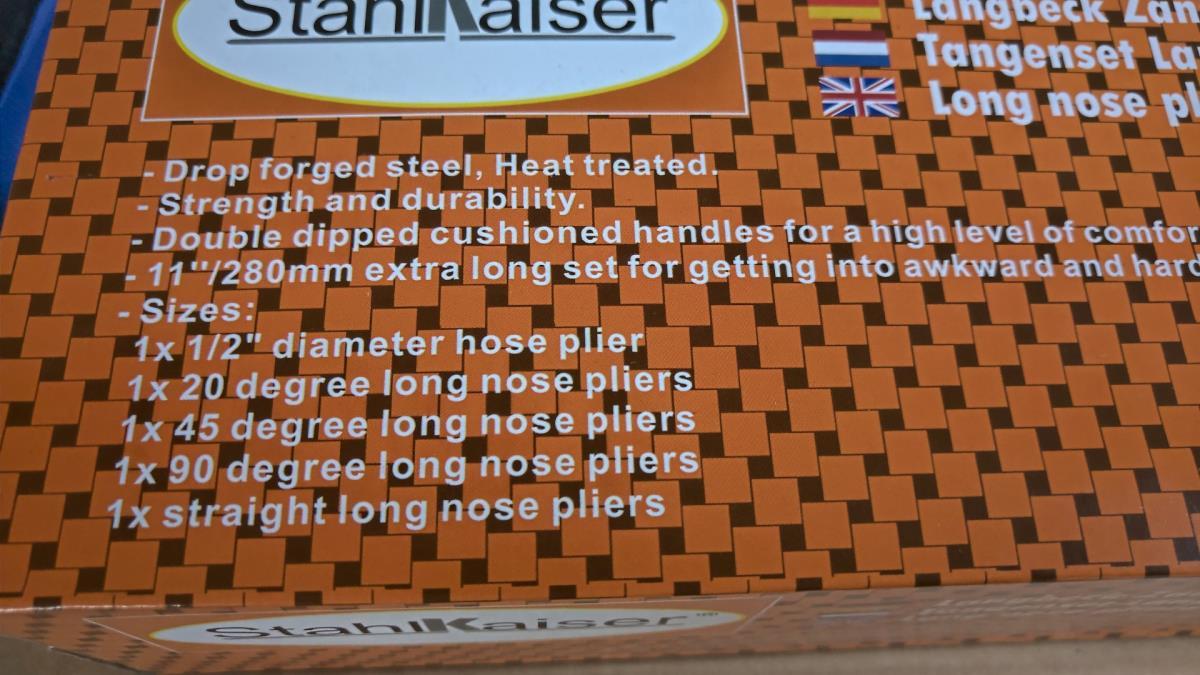 StahlKaiser
Langbeck Zan
Tangenset La
Long nose pl
- Drop forged steel, Heat treated.
- Strength and durability.
- Double dipped cushioned handles for a high level of comfor
- 11''/280mm extra long set for getting into awkward and hard
- Sizes:
1x 1/2" diameter hose plier
1x 20 degree long nose pliers
1x 45 degree long nose pliers
1x 90 degree long nose pliers
1x straight long nose pliers
StahlKaiser